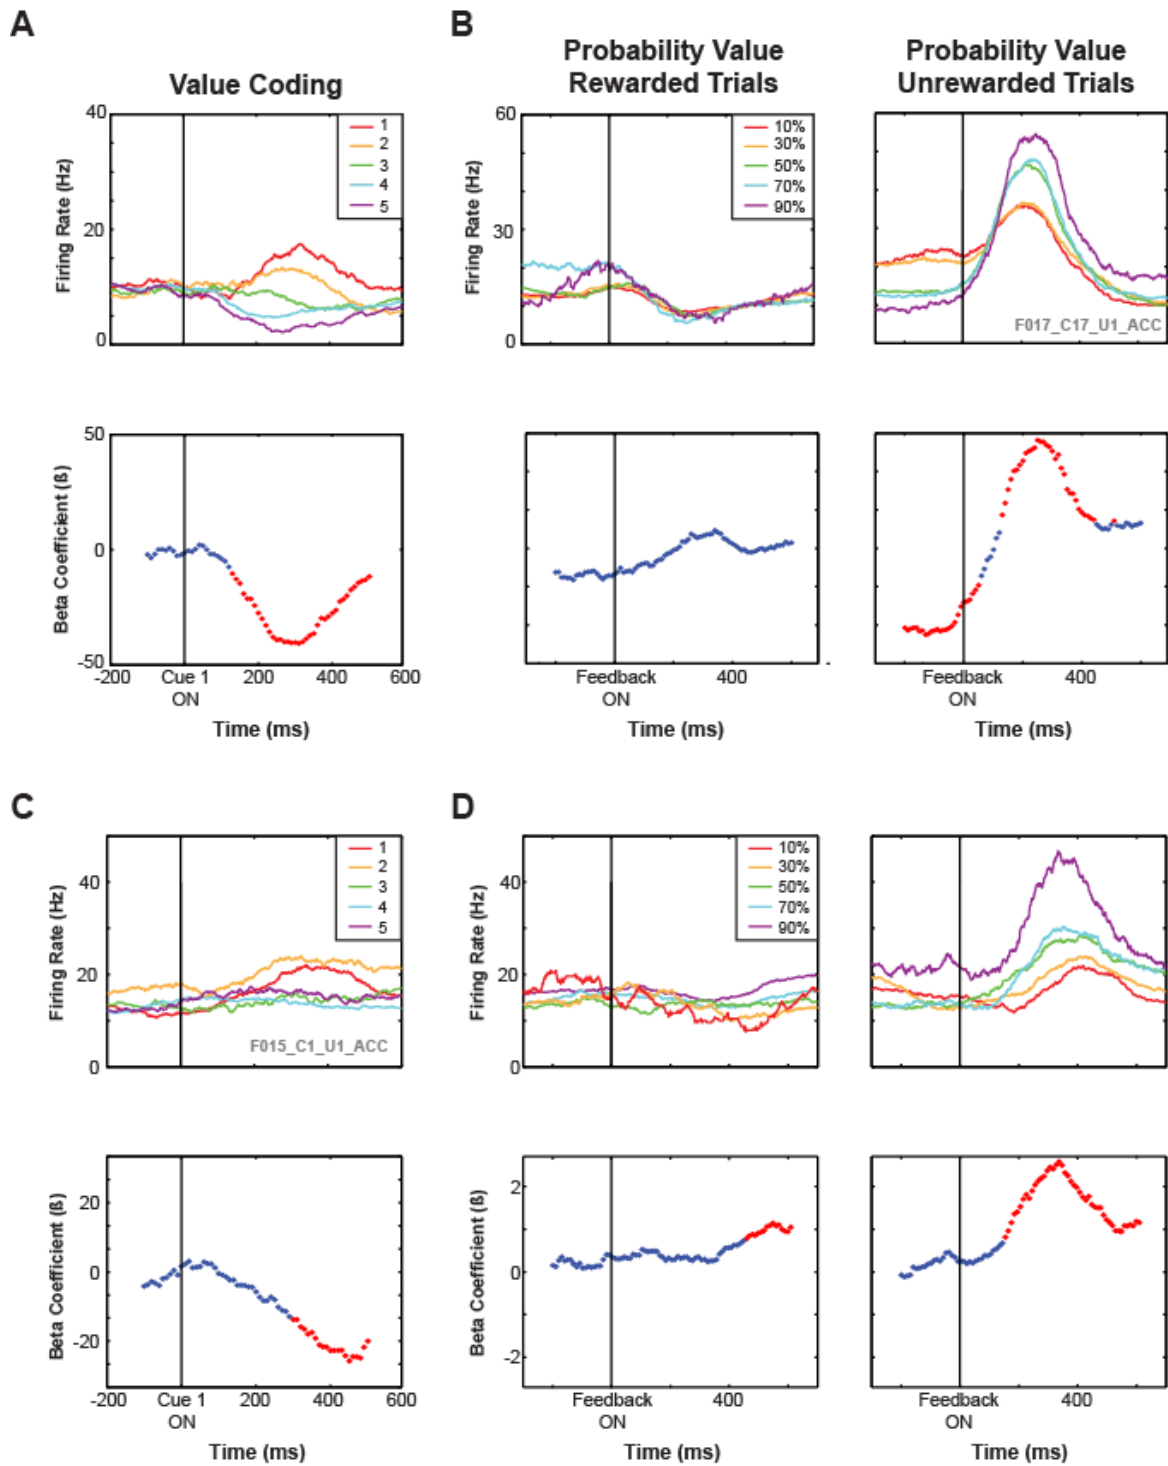 A
B
Value Coding
Probability Value
Rewarded Trials
Probability Value
Unrewarded Trials
Firing Rate (Hz)
40
20
0
1
2
3
4
5
Firing Rate (Hz)
60
30
0
10%
30%
50%
70%
90%
F017_C17_U1_ACC
Beta Coefficient (ß)
50
0
-50
-200
Cue 1
ON
200
400
600
Time (ms)
Feedback
ON
400
Time (ms)
Feedback
ON
400
Time (ms)
C
D
Firing Rate (Hz)
40
20
0
1
2
3
4
5
F015_C1_U1_ACC
Firing Rate (Hz)
40
20
0
10%
30%
50%
70%
90%
Beta Coefficient (ß)
20
0
-20
-200
Cue 1
ON
200
400
600
Time (ms)
Beta Coefficient (ß)
2
0
-2
Feedback
ON
400
Time (ms)
Feedback
ON
400
Time (ms)